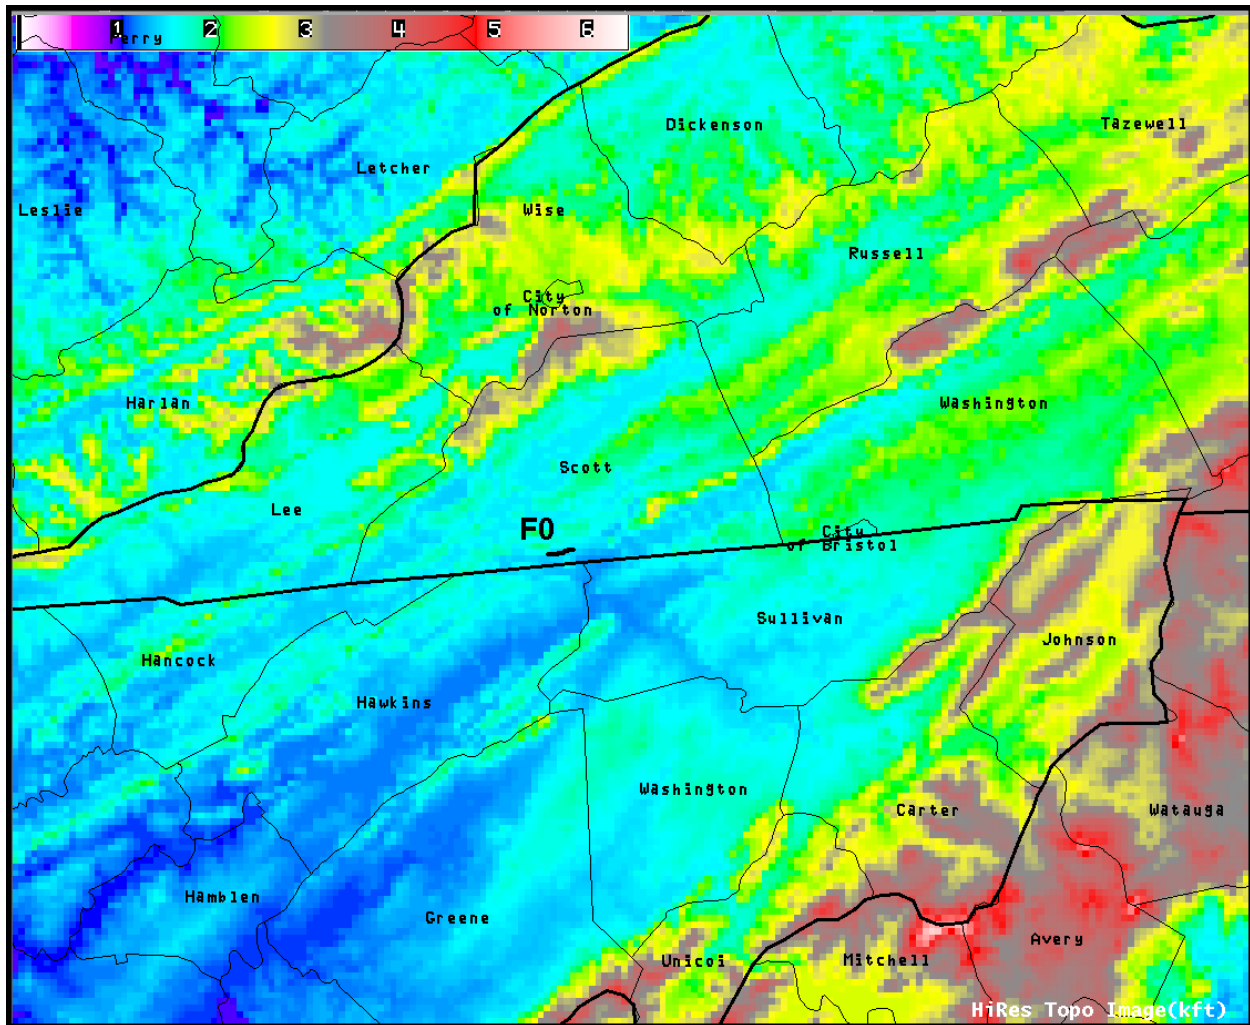 1 2 3 4 5 6
Perry
Dickenson
Tazewell
Letcher
Leslie
Wise
Russell
City
of Norton
Harlan
Washington
Scott
Lee
F0
City
of Bristol
Sullivan
Johnson
Hancock
Hawkins
Washington
Carter
Watauga
Hamblen
Greene
Avery
Unicoi
Mitchell
HiRes Topo Image(kft)